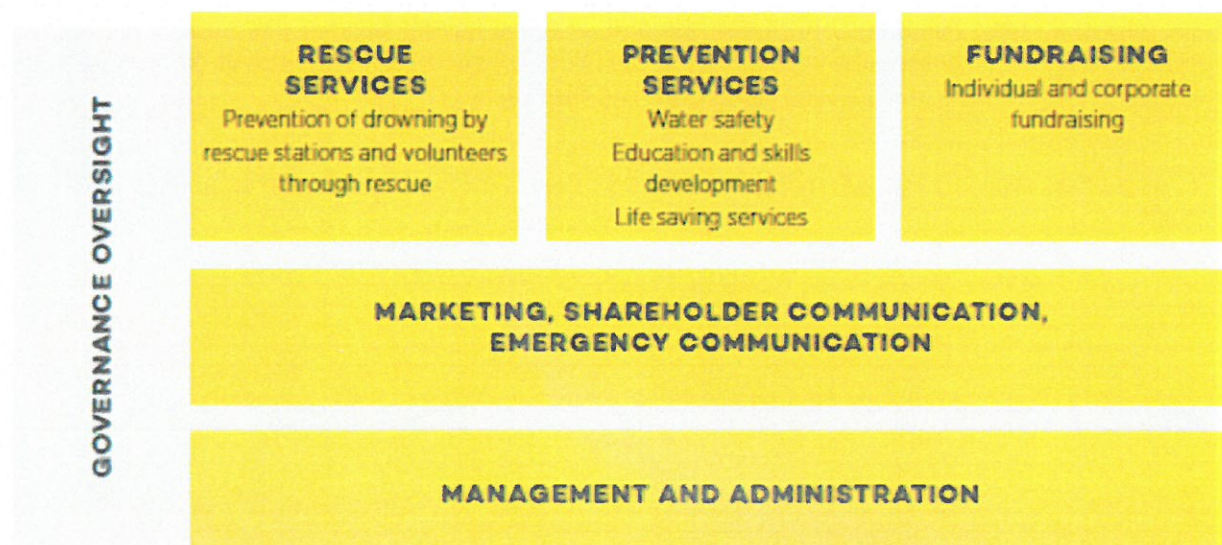 GOVERNANCE OVERSIGHT
RESCUE
SERVICES
Prevention of drowning by
rescue stations and volunteers
through rescue
PREVENTION
SERVICES
Water safety
Education and skills
development
Life saving services
FUNDRAISING
Individual and corporate
fundraising
MARKETING, SHAREHOLDER COMMUNICATION,
EMERGENCY COMMUNICATION
MANAGEMENT AND ADMINISTRATION